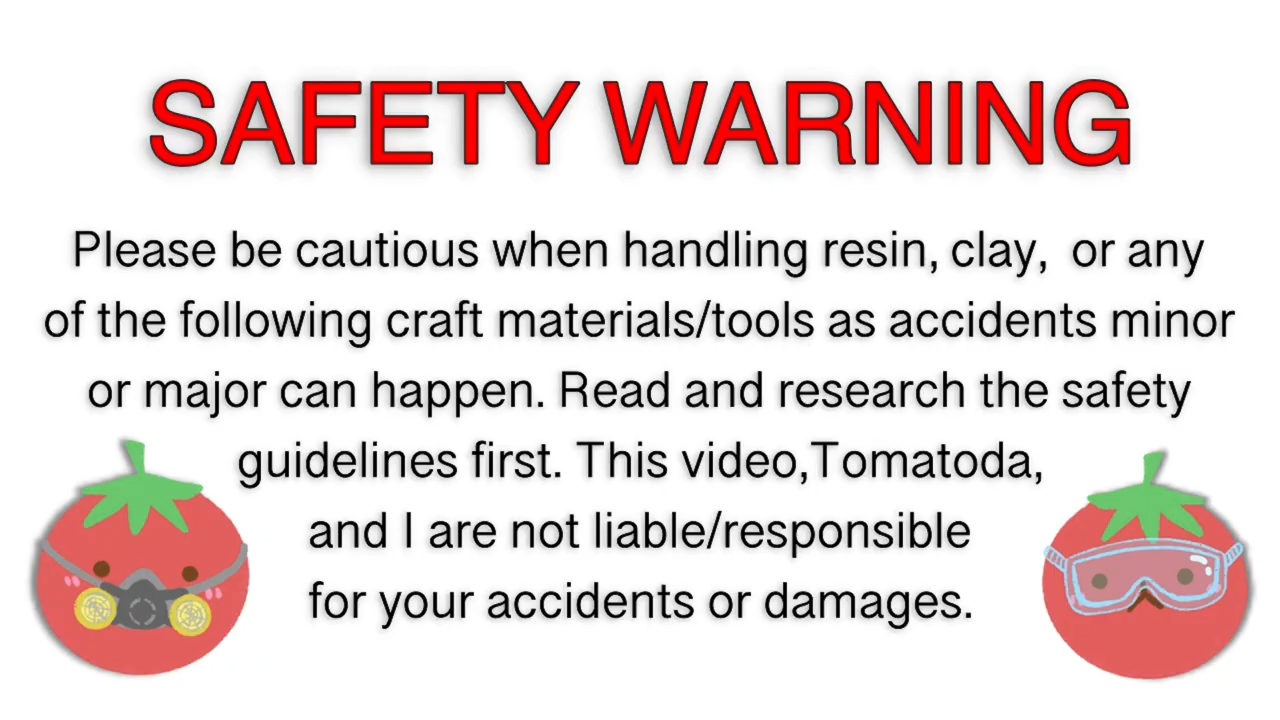 SAFETY WARNING
Please be cautious when handling resin, clay, or any
of the following craft materials/tools as accidents minor
or major can happen. Read and research the safety
guidelines first. This video,Tomatoda,
and I are not liable/responsible
for your accidents or damages.